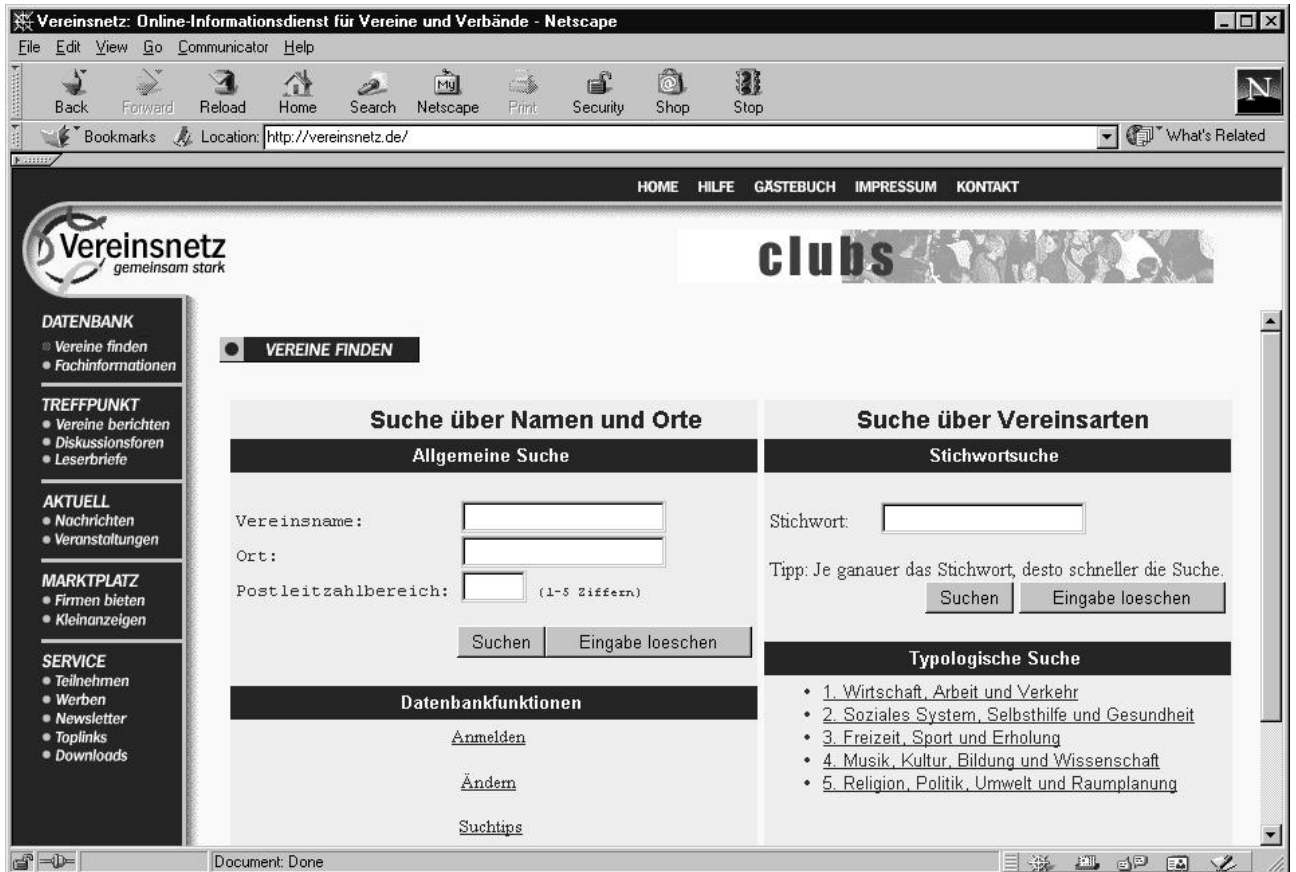 Vereinsnetz: Online-Informationsdienst für Vereine und Verbände - Netscape
File Edit View Go Communicator Help
Back Forward Reload Home Search Netscape Print Security Shop Stop
Bookmarks Location: http://vereinsnetz.de/ What's Related
HOME HILFE GÄSTEBUCH IMPRESSUM KONTAKT
Vereinsnetz
gemeinsam stark
clubs
DATENBANK
Vereine finden
Fachinformationen
TREFFPUNKT
Vereine berichten
Diskussionsforen
Leserbriefe
AKTUELL
Nachrichten
Veranstaltungen
MARKTPLATZ
Firmen bieten
Kleinanzeigen
SERVICE
Teilnehmen
Werben
Newsletter
Toplinks
Downloads
VEREINE FINDEN
Suche über Namen und Orte
Allgemeine Suche
Vereinsname:
Ort:
Postleitzahlbereich: (1-5 Ziffern)
Suchen Eingabe loeschen
Datenbankfunktionen
Anmelden
Ändern
Suchtips
Suche über Vereinsarten
Stichwortsuche
Stichwort:
Tipp: Je ganauer das Stichwort, desto schneller die Suche.
Suchen Eingabe loeschen
Typologische Suche
• 1. Wirtschaft, Arbeit und Verkehr
• 2. Soziales System, Selbsthilfe und Gesundheit
• 3. Freizeit, Sport und Erholung
• 4. Musik, Kultur, Bildung und Wissenschaft
• 5. Religion, Politik, Umwelt und Raumplanung
Document: Done